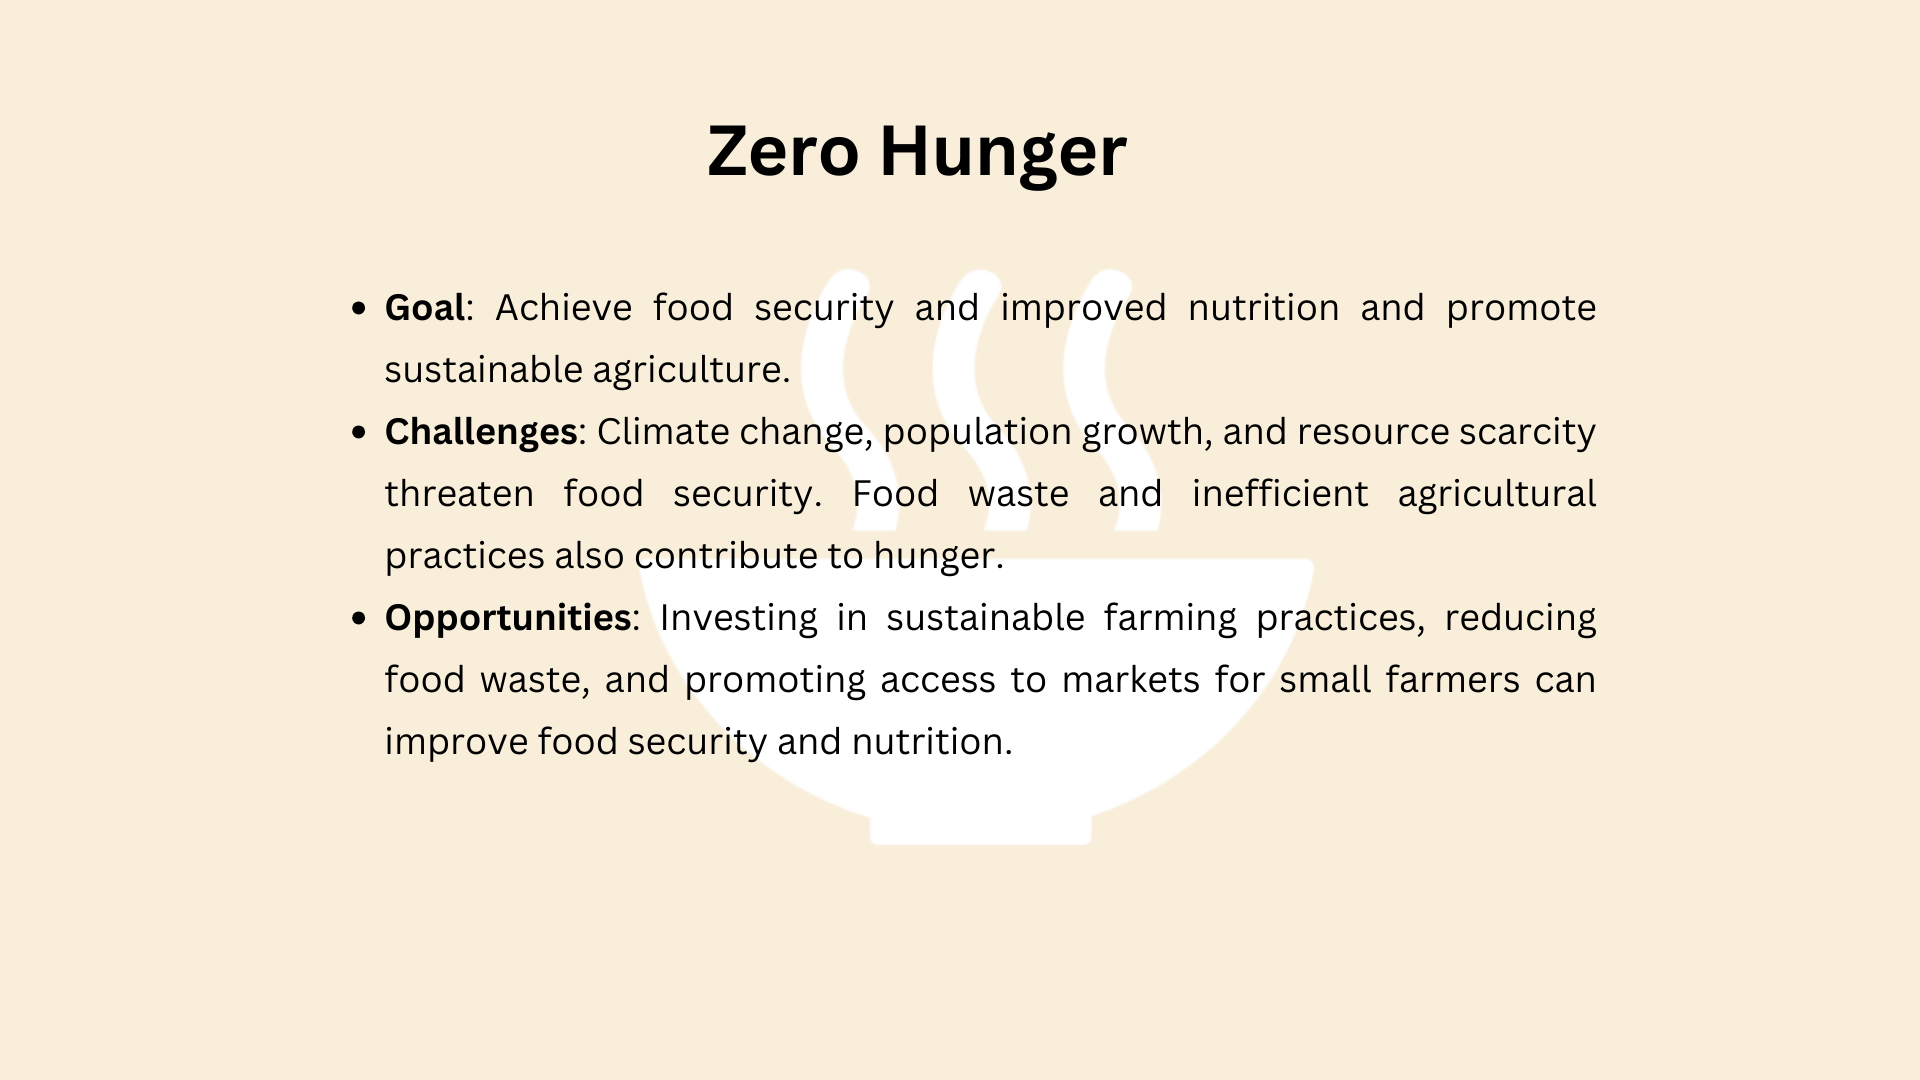 Zero Hunger
• Goal: Achieve food security and improved nutrition and promote
sustainable agriculture.
• Challenges: Climate change, population growth, and resource scarcity
threaten food security. Food waste and inefficient agricultural
practices also contribute to hunger.
• Opportunities: Investing in sustainable farming practices, reducing
food waste, and promoting access to markets for small farmers can
improve food security and nutrition.